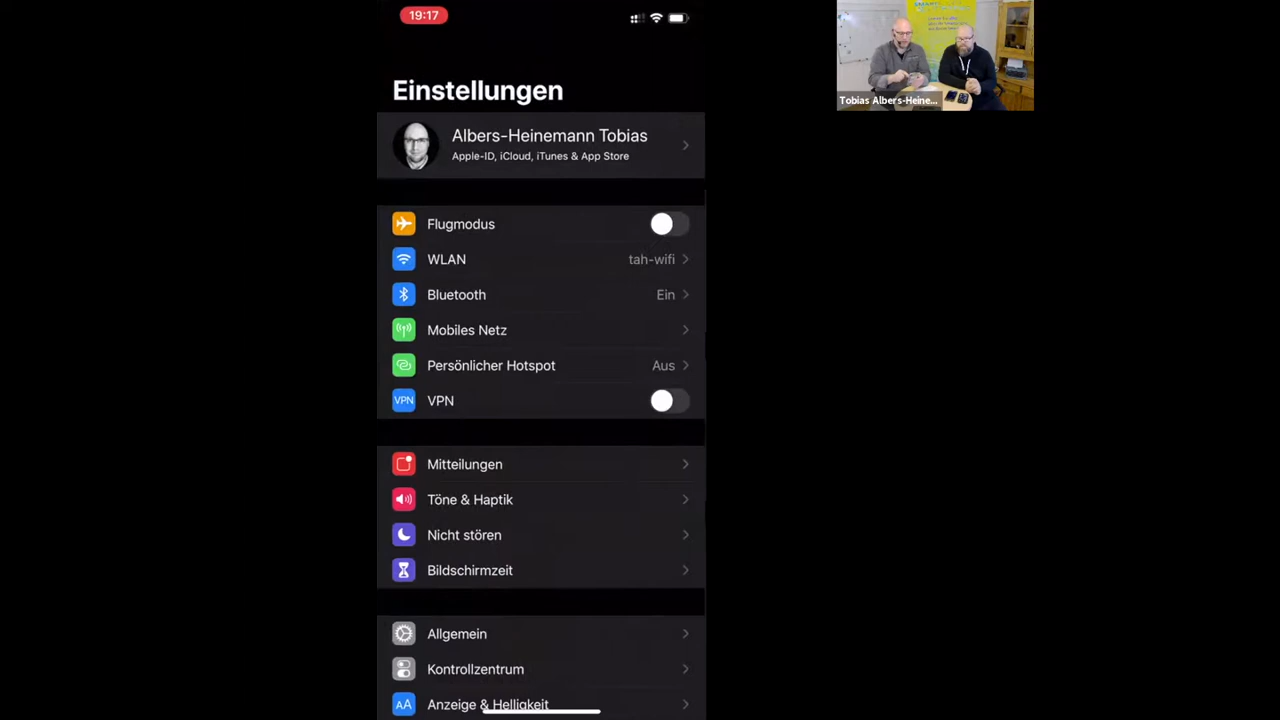 19:17
Einstellungen
Albers-Heinemann Tobias
Apple-ID, iCloud, iTunes & App Store
Flugmodus
WLAN tah-wifi
Bluetooth Ein
Mobiles Netz
Persönlicher Hotspot Aus
VPN VPN
Mitteilungen
Töne & Haptik
Nicht stören
Bildschirmzeit
Allgemein
Kontrollzentrum
AA Anzeige & Helligkeit
SMART
Tobias Albers-Heine...